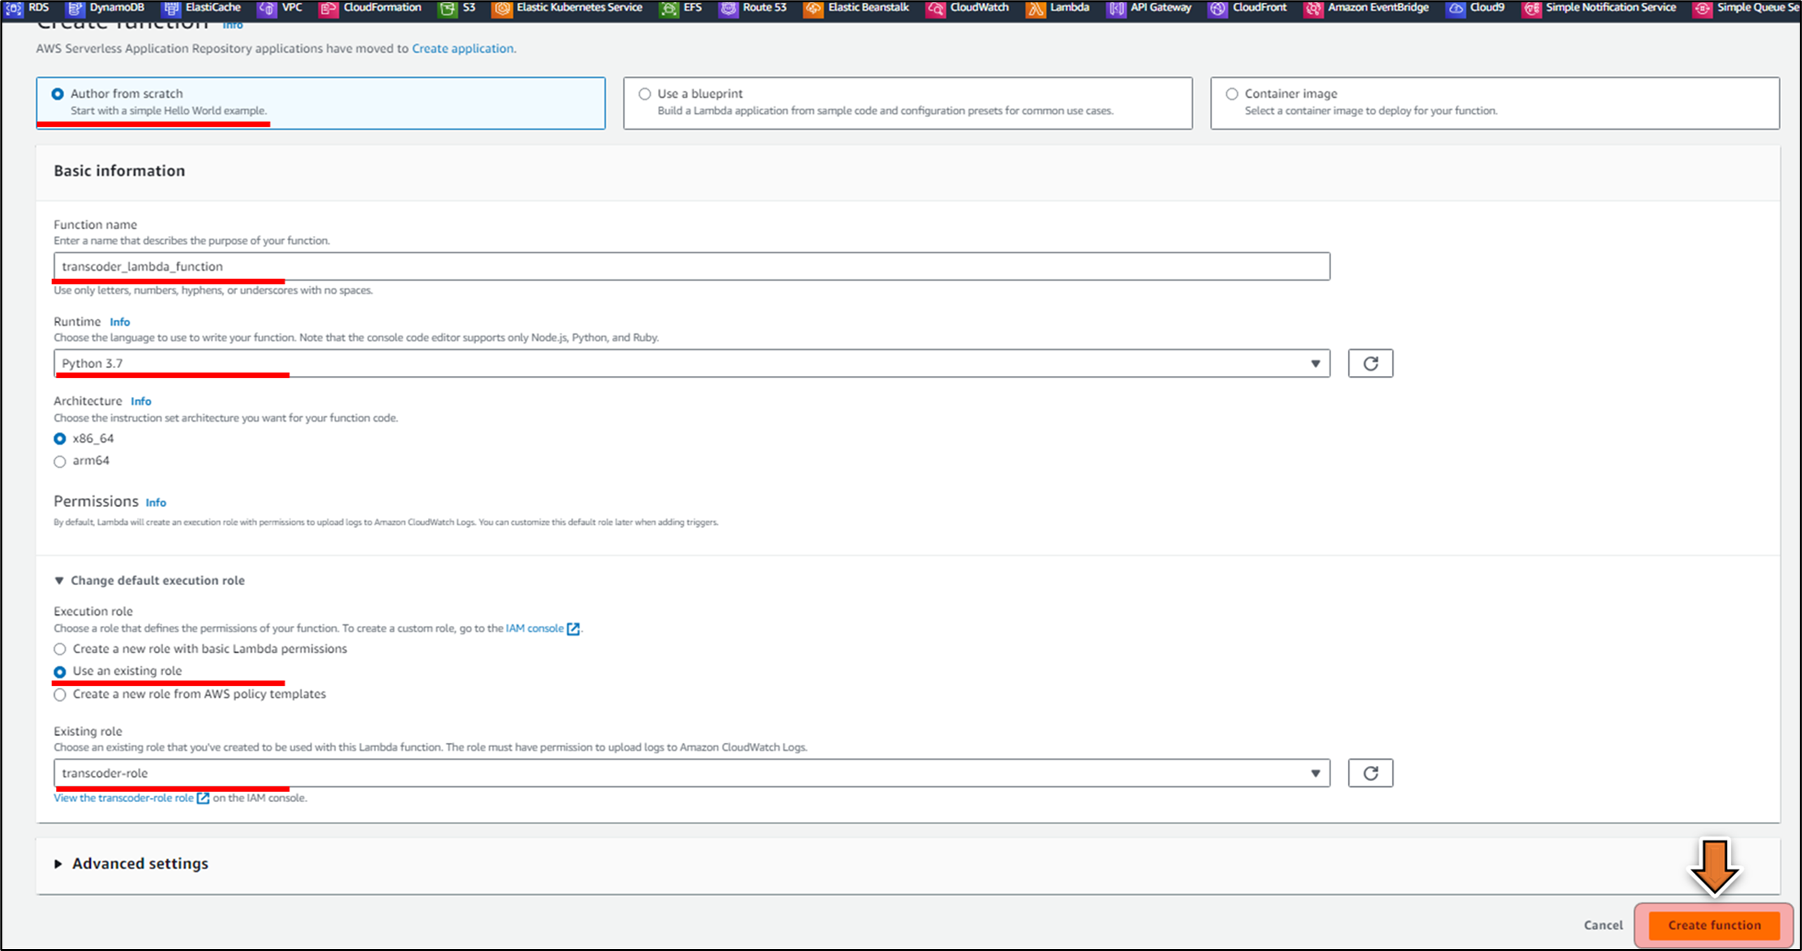 RDS DynamoDB ElastiCache VPC CloudFormation S3 Elastic Kubernetes Service EFS Route 53 Elastic Beanstalk CloudWatch Lambda API Gateway CloudFront Amazon EventBridge Cloud9 Simple Notification Service Simple Queue Se
Create function Info
AWS Serverless Application Repository applications have moved to Create application.
Author from scratch
Start with a simple Hello World example.
Use a blueprint
Build a Lambda application from sample code and configuration presets for common use cases.
Container image
Select a container image to deploy for your function.
Basic information
Function name
Enter a name that describes the purpose of your function.
transcoder_lambda_function
Use only letters, numbers, hyphens, or underscores with no spaces.
Runtime Info
Choose the language to use to write your function. Note that the console code editor supports only Node.js, Python, and Ruby.
Python 3.7
Architecture Info
Choose the instruction set architecture you want for your function code.
x86_64
arm64
Permissions Info
By default, Lambda will create an execution role with permissions to upload logs to Amazon CloudWatch Logs. You can customize this default role later when adding triggers.
Change default execution role
Execution role
Choose a role that defines the permissions of your function. To create a custom role, go to the IAM console.
Create a new role with basic Lambda permissions
Use an existing role
Create a new role from AWS policy templates
Existing role
Choose an existing role that you've created to be used with this Lambda function. The role must have permission to upload logs to Amazon CloudWatch Logs.
transcoder-role
View the transcoder-role role on the IAM console.
Advanced settings
Cancel Create function